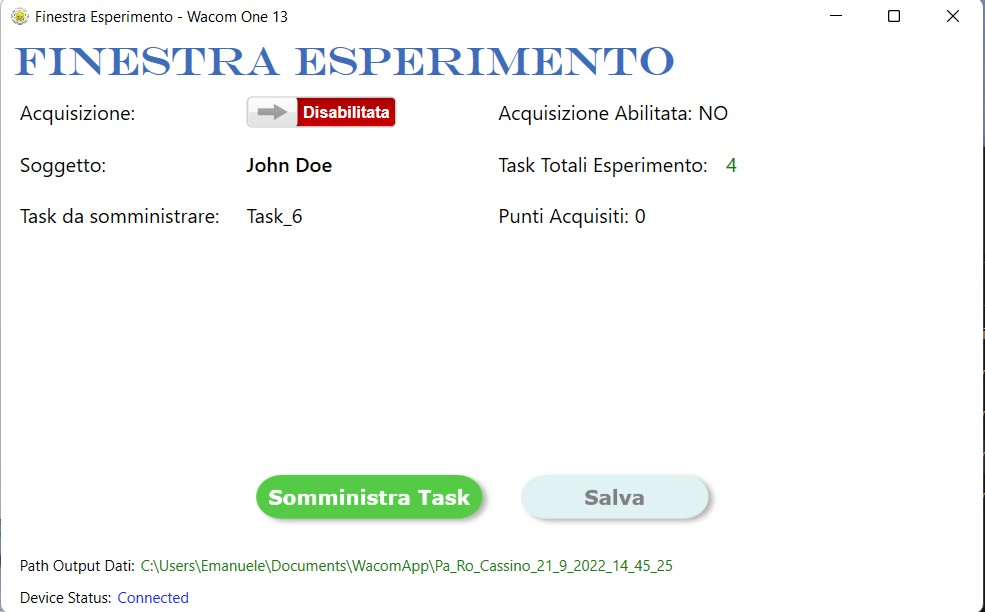 Finestra Esperimento - Wacom One 13
FINESTRA ESPERIMENTO
Acquisizione: Disabilitata Acquisizione Abilitata: NO
Soggetto: John Doe Task Totali Esperimento: 4
Task da somministrare: Task_6 Punti Acquisiti: 0
Somministra Task Salva
Path Output Dati: C:\Users\Emanuele\Documents\WacomApp\Pa_Ro_Cassino_21_9_2022_14_45_25
Device Status: Connected